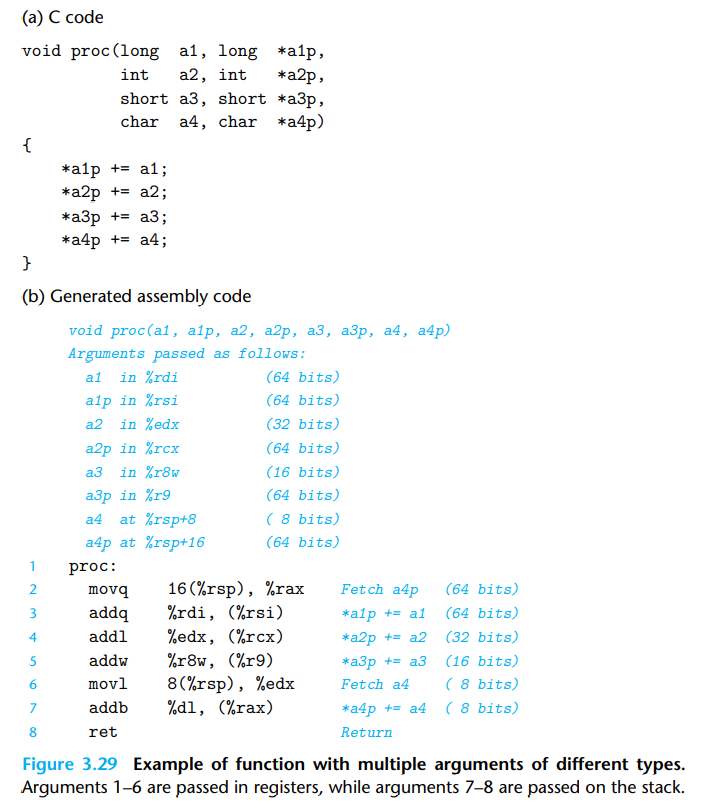 (a) C code
void proc(long  a1, long  *a1p,
          int   a2, int   *a2p,
          short a3, short *a3p,
          char  a4, char  *a4p)
{
    *a1p += a1;
    *a2p += a2;
    *a3p += a3;
    *a4p += a4;
}
(b) Generated assembly code
void proc(a1, a1p, a2, a2p, a3, a3p, a4, a4p)
Arguments passed as follows:
a1 in %rdi (64 bits)
a1p in %rsi (64 bits)
a2 in %edx (32 bits)
a2p in %rcx (64 bits)
a3 in %r8w (16 bits)
a3p in %r9 (64 bits)
a4 at %rsp+8 ( 8 bits)
a4p at %rsp+16 (64 bits)
1 proc:
2 movq 16(%rsp), %rax Fetch a4p (64 bits)
3 addq %rdi, (%rsi) *a1p += a1 (64 bits)
4 addl %edx, (%rcx) *a2p += a2 (32 bits)
5 addw %r8w, (%r9) *a3p += a3 (16 bits)
6 movl 8(%rsp), %edx Fetch a4 ( 8 bits)
7 addb %dl, (%rax) *a4p += a4 ( 8 bits)
8 ret Return
Figure 3.29 Example of function with multiple arguments of different types.
Arguments 1–6 are passed in registers, while arguments 7–8 are passed on the stack.